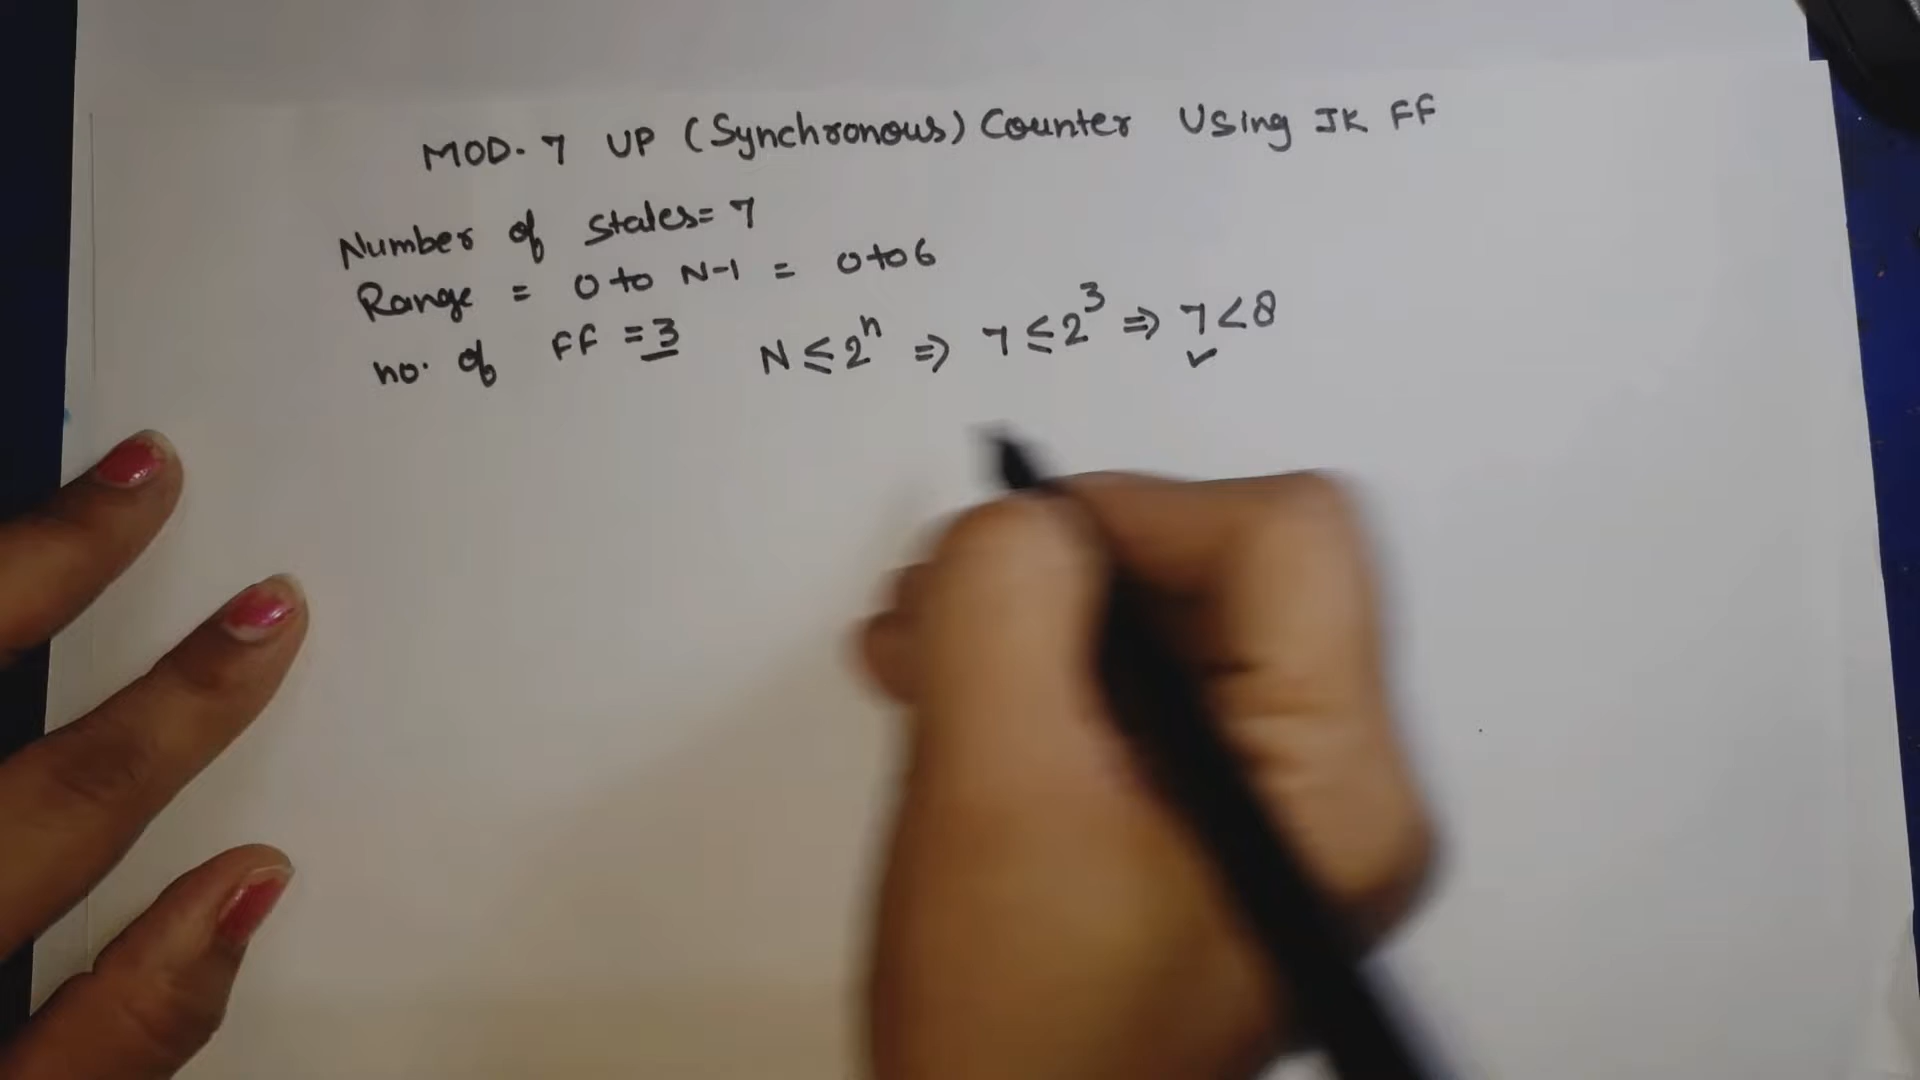 MOD-7 UP (Synchronous) Counter Using JK FF
Number of States= 7
Range = 0 to N-1 = 0 to 6
no. of FF = 3 N ≤ 2ⁿ ⇒ 7 ≤ 2³ ⇒ 7 < 8 ✓